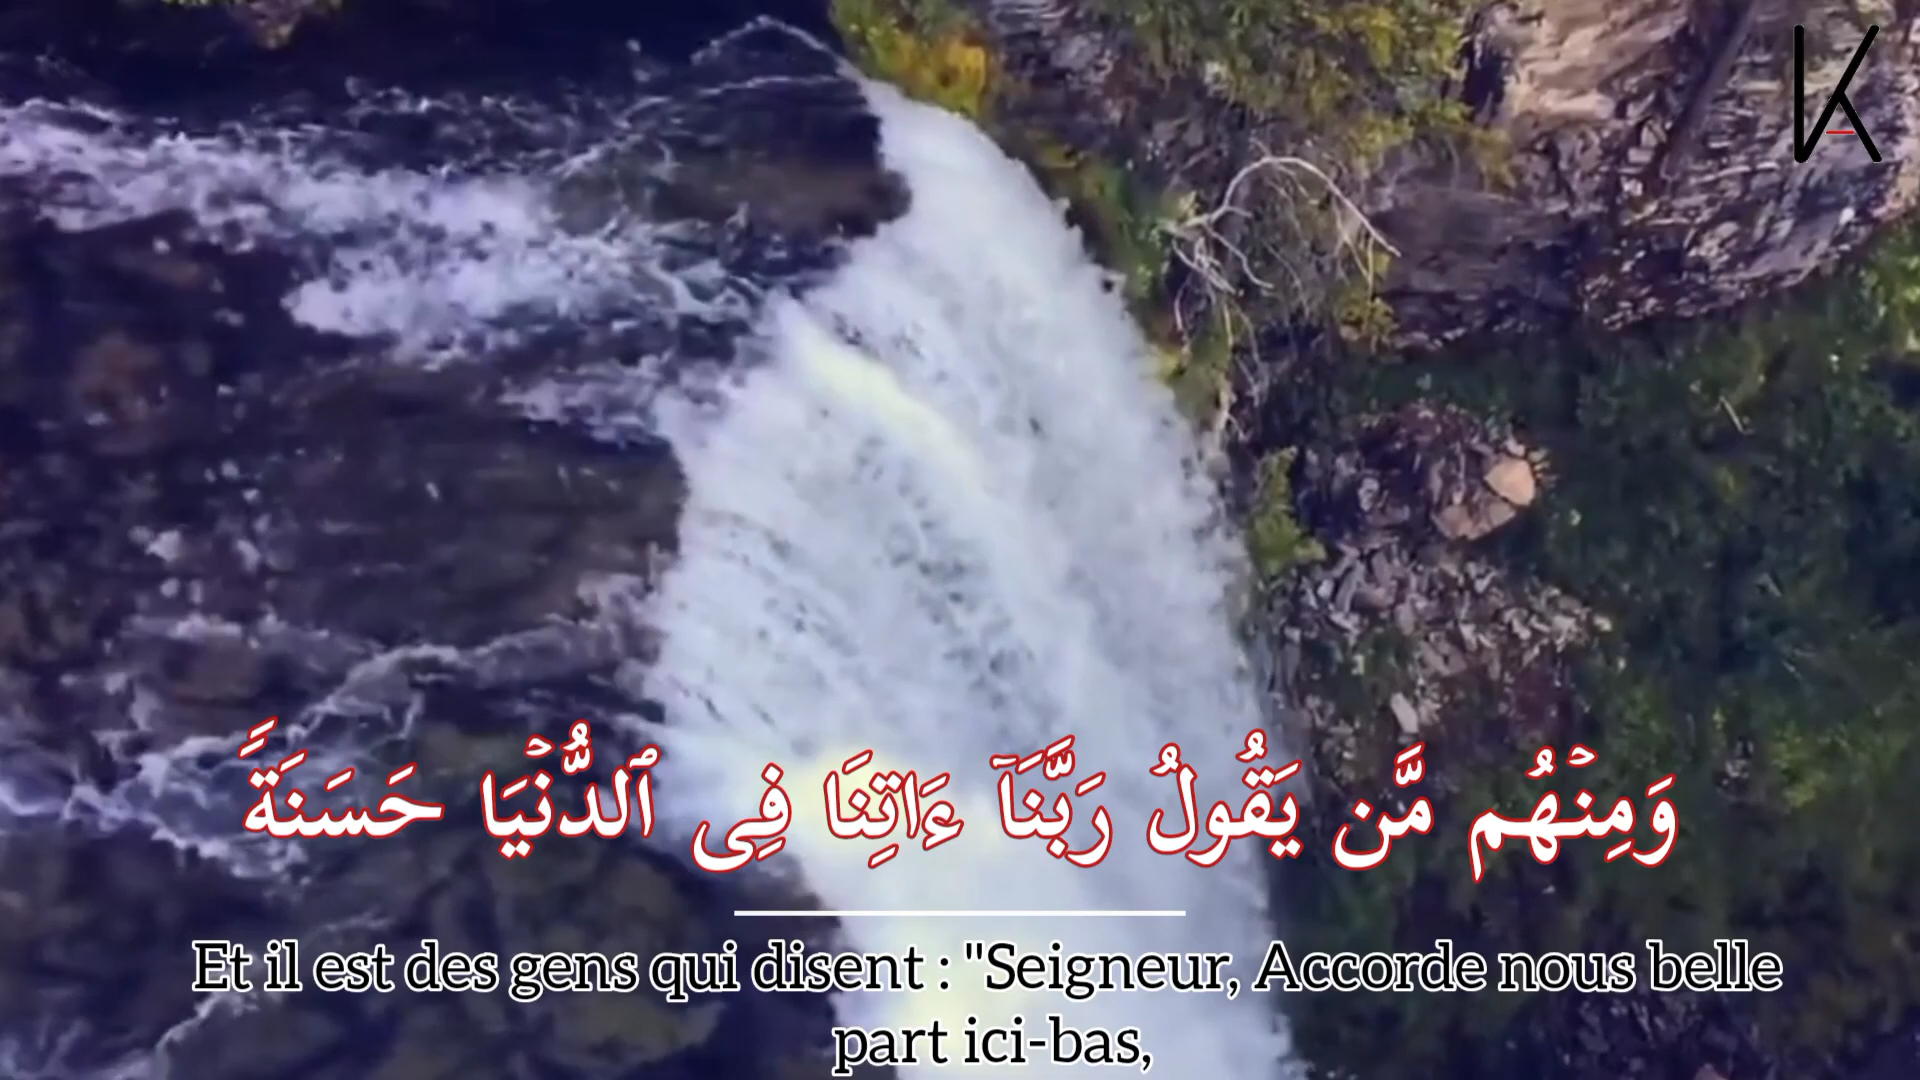 وَمِنْهُم مَّن يَقُولُ رَبَّنَآ ءَاتِنَا فِى ٱلدُّنْيَا حَسَنَةً
Et il est des gens qui disent : "Seigneur, Accorde nous belle
part ici-bas,